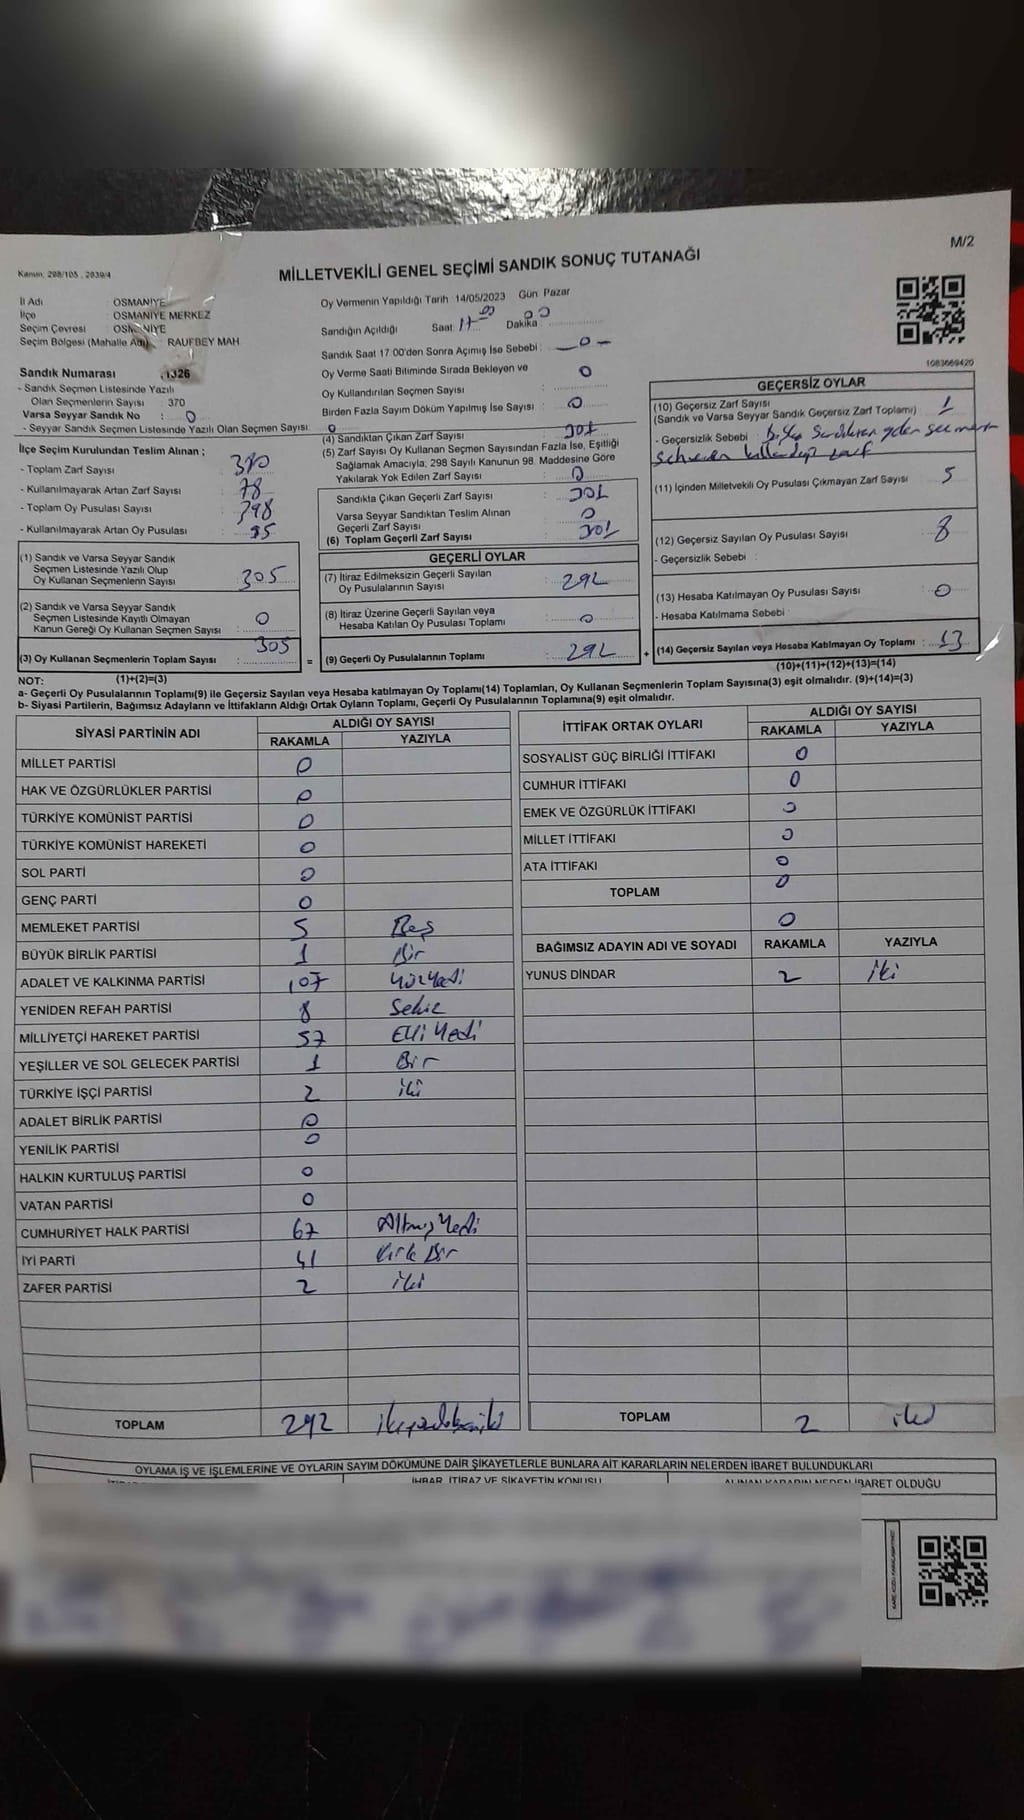 M/2
Kanun: 298/105 , 2839/4
MİLLETVEKİLİ GENEL SEÇİMİ SANDIK SONUÇ TUTANAĞI
İl Adı OSMANİYE
İlçe OSMANİYE MERKEZ
Seçim Çevresi : OSMANİYE
Seçim Bölgesi (Mahalle Adı) : RAUFBEY MAH
Sandık Numarası 1326
- Sandık Seçmen Listesinde Yazılı
Olan Seçmenlerin Sayısı : 370
Varsa Seyyar Sandık No : 0
- Seyyar Sandık Seçmen Listesinde Yazılı Olan Seçmen Sayısı : 0
İlçe Seçim Kurulundan Teslim Alınan ;
- Toplam Zarf Sayısı : 380
- Kullanılmayarak Artan Zarf Sayısı : 78
- Toplam Oy Pusulası Sayısı : 398
- Kullanılmayarak Artan Oy Pusulası : 95
(1) Sandık ve Varsa Seyyar Sandık
Seçmen Listesinde Yazılı Olup
Oy Kullanan Seçmenlerin Sayısı : 305
(2) Sandık ve Varsa Seyyar Sandık
Seçmen Listesinde Kayıtlı Olmayan
Kanun Gereği Oy Kullanan Seçmen Sayısı : 0
(3) Oy Kullanan Seçmenlerin Toplam Sayısı : 305
Oy Vermenin Yapıldığı Tarih 14/05/2023 Gün Pazar
Sandığın Açıldığı Saat 17.00 Dakika : 00
Sandık Saat 17:00'den Sonra Açımış İse Sebebi : — 0 —
Oy Verme Saati Bitiminde Sırada Bekleyen ve
Oy Kullandırılan Seçmen Sayısı : 0
Birden Fazla Sayım Döküm Yapılmış İse Sayısı : 0
(4) Sandıktan Çıkan Zarf Sayısı : 301
(5) Zarf Sayısı Oy Kullanan Seçmen Sayısından Fazla İse, Eşitliği
Sağlamak Amacıyla, 298 Sayılı Kanunun 98. Maddesine Göre
Yakılarak Yok Edilen Zarf Sayısı : 0
Sandıkta Çıkan Geçerli Zarf Sayısı : 301
Varsa Seyyar Sandıktan Teslim Alınan
Geçerli Zarf Sayısı : 0
(6) Toplam Geçerli Zarf Sayısı : 301
GEÇERLİ OYLAR
(7) İtiraz Edilmeksizin Geçerli Sayılan
Oy Pusulalarının Sayısı : 292
(8) İtiraz Üzerine Geçerli Sayılan veya
Hesaba Katılan Oy Pusulası Toplamı : 0
= (9) Geçerli Oy Pusulalarının Toplamı : 292
1083669420
GEÇERSİZ OYLAR
(10) Geçersiz Zarf Sayısı : 1
(Sandık ve Varsa Seyyar Sandık Geçersiz Zarf Toplamı)
- Geçersizlik Sebebi : gelen seçmen
zarf
(11) İçinden Milletvekili Oy Pusulası Çıkmayan Zarf Sayısı : 5
(12) Geçersiz Sayılan Oy Pusulası Sayısı : 8
- Geçersizlik Sebebi :
(13) Hesaba Katılmayan Oy Pusulası Sayısı : 0
- Hesaba Katılmama Sebebi :
+ (14) Geçersiz Sayılan veya Hesaba Katılmayan Oy Toplamı : 13
NOT: (1)+(2)=(3) (10)+(11)+(12)+(13)=(14)
a- Geçerli Oy Pusulalarının Toplamı(9) ile Geçersiz Sayılan veya Hesaba katılmayan Oy Toplamı(14) Toplamları, Oy Kullanan Seçmenlerin Toplam Sayısına(3) eşit olmalıdır. (9)+(14)=(3)
b- Siyasi Partilerin, Bağımsız Adayların ve İttifakların Aldığı Ortak Oyların Toplamı, Geçerli Oy Pusulalarının Toplamına(9) eşit olmalıdır.
SİYASİ PARTİNİN ADI ALDIĞI OY SAYISI
RAKAMLA YAZIYLA
MİLLET PARTİSİ 0
HAK VE ÖZGÜRLÜKLER PARTİSİ 0
TÜRKİYE KOMÜNİST PARTİSİ 0
TÜRKİYE KOMÜNİST HAREKETİ 0
SOL PARTİ 0
GENÇ PARTİ 0
MEMLEKET PARTİSİ 5 Beş
BÜYÜK BİRLİK PARTİSİ 1 Bir
ADALET VE KALKINMA PARTİSİ 107 Yüzyedi
YENİDEN REFAH PARTİSİ 8 Sekiz
MİLLİYETÇİ HAREKET PARTİSİ 57 Elli Yedi
YEŞİLLER VE SOL GELECEK PARTİSİ 1 Bir
TÜRKİYE İŞÇİ PARTİSİ 2 iki
ADALET BİRLİK PARTİSİ 0
YENİLİK PARTİSİ 0
HALKIN KURTULUŞ PARTİSİ 0
VATAN PARTİSİ 0
CUMHURİYET HALK PARTİSİ 67 Altmış Yedi
İYİ PARTİ 41 Kırk Bir
ZAFER PARTİSİ 2 iki
TOPLAM 292 ikiyüzdoksaniki
İTTİFAK ORTAK OYLARI ALDIĞI OY SAYISI
RAKAMLA YAZIYLA
SOSYALİST GÜÇ BİRLİĞİ İTTİFAKI 0
CUMHUR İTTİFAKI 0
EMEK VE ÖZGÜRLÜK İTTİFAKI 0
MİLLET İTTİFAKI 0
ATA İTTİFAKI 0
TOPLAM 0
0
BAĞIMSIZ ADAYIN ADI VE SOYADI RAKAMLA YAZIYLA
YUNUS DİNDAR 2 iki
TOPLAM 2 iki
OYLAMA İŞ VE İŞLEMLERİNE VE OYLARIN SAYIM DÖKÜMÜNE DAİR ŞİKAYETLERLE BUNLARA AİT KARARLARIN NELERDEN İBARET BULUNDUKLARI
İHBAR, İTİRAZ VE ŞİKAYETİN KONUSU ALINAN KARARIN NEDEN İBARET OLDUĞU